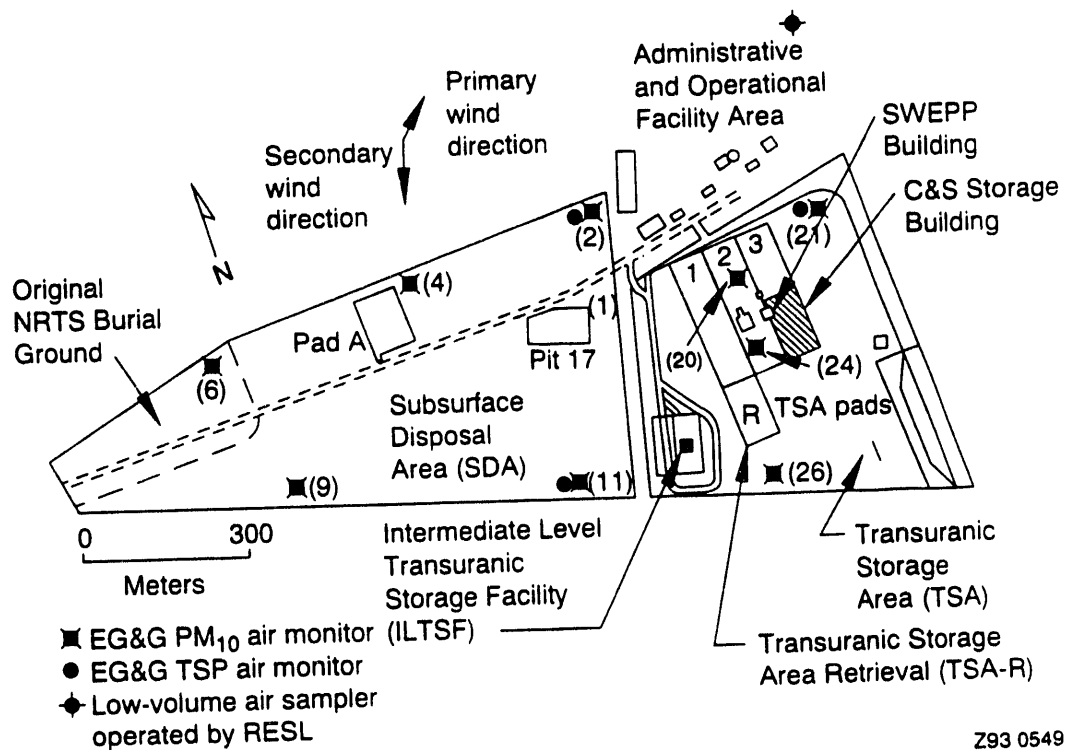 Administrative
and Operational
Facility Area
Primary
wind
direction
Secondary
wind
direction
SWEPP
Building
C&S Storage
Building
N
Original
NRTS Burial
Ground
(2)
(21)
(4)
(1)
1
2
3
Pad A
Pit 17
(20)
(24)
(6)
Subsurface
Disposal
Area (SDA)
R
TSA pads
(9)
(11)
(26)
0
300
Meters
Intermediate Level
Transuranic
Storage Facility
(ILTSF)
Transuranic
Storage
Area (TSA)
Transuranic Storage
Area Retrieval (TSA-R)
EG&G PM10 air monitor
EG&G TSP air monitor
Low-volume air sampler
operated by RESL
Z93 0549